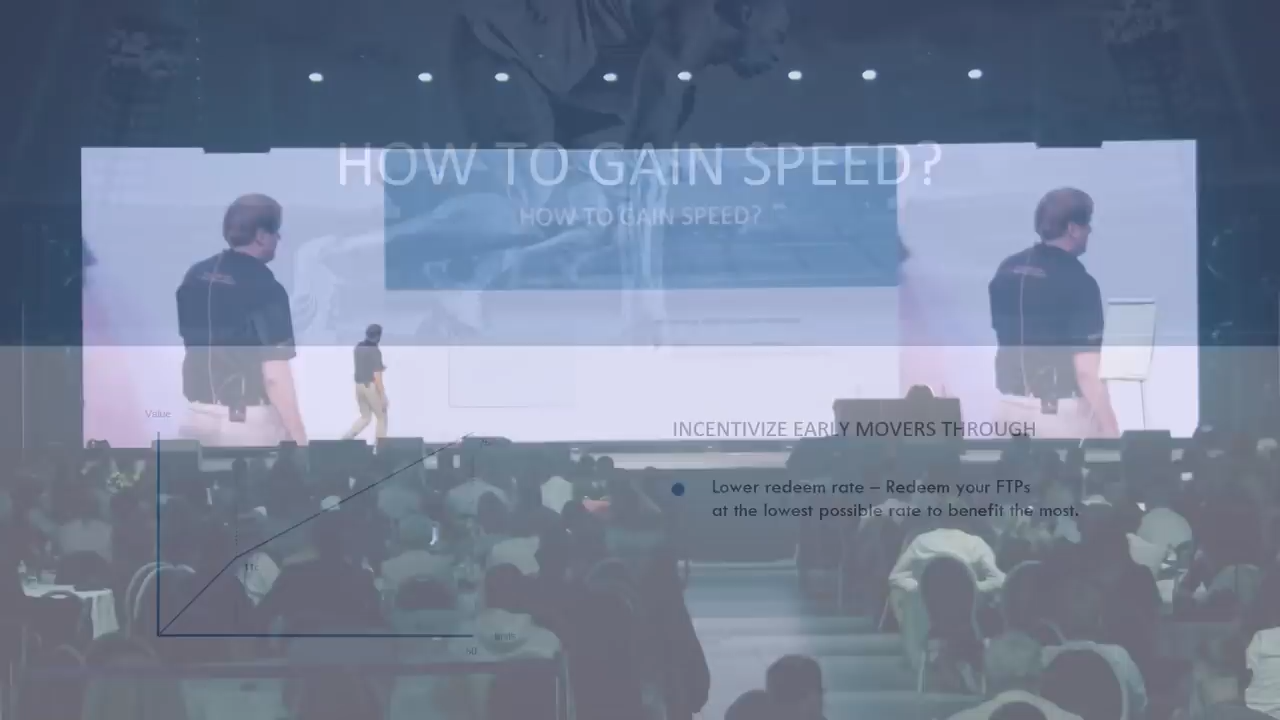 HOW TO GAIN SPEED?
HOW TO GAIN SPEED?
Value
INCENTIVIZE EARLY MOVERS THROUGH
Lower redeem rate – Redeem your FTPs
at the lowest possible rate to benefit the most.